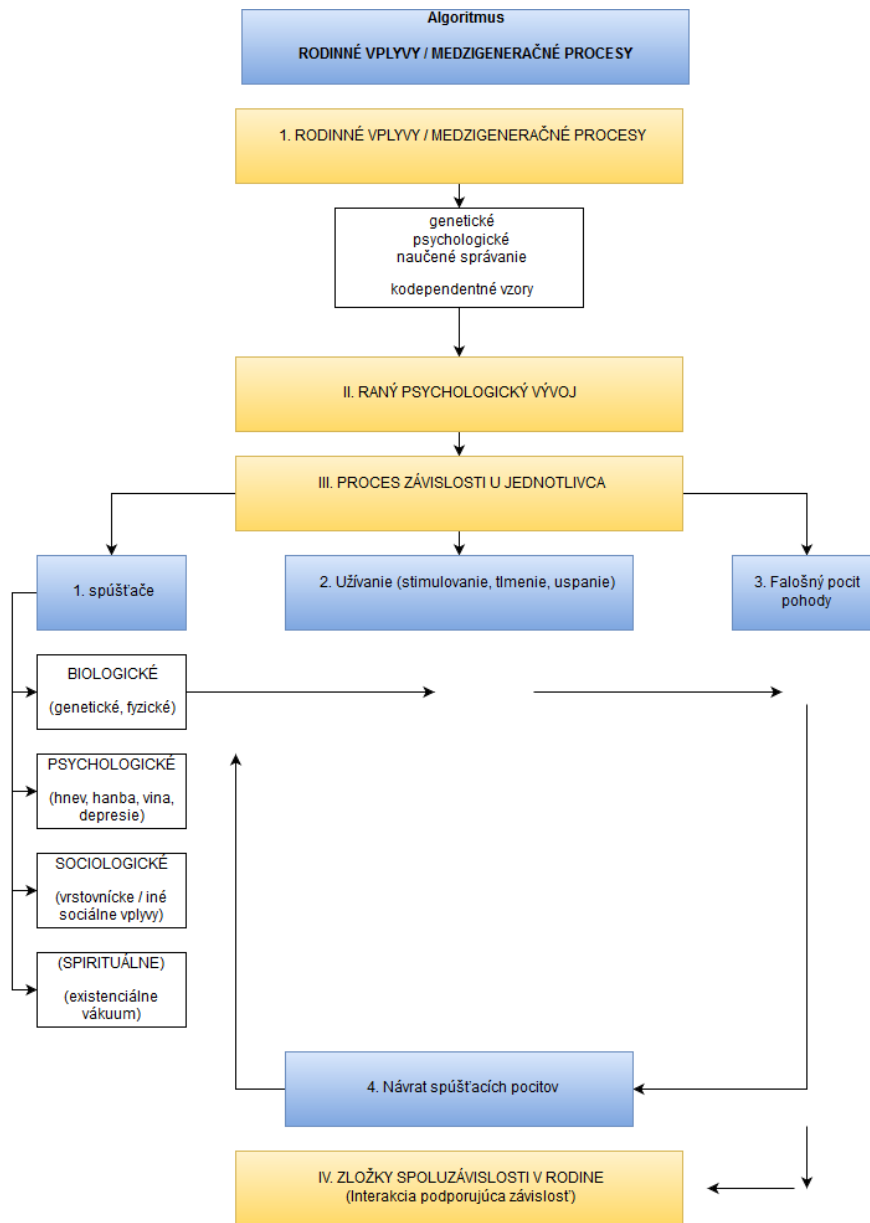 Algoritmus
RODINNÉ VPLYVY / MEDZIGENERAČNÉ PROCESY
1. RODINNÉ VPLYVY / MEDZIGENERAČNÉ PROCESY
genetické
psychologické
naučené správanie
kodependentné vzory
II. RANÝ PSYCHOLOGICKÝ VÝVOJ
III. PROCES ZÁVISLOSTI U JEDNOTLIVCA
1. spúšťače
2. Užívanie (stimulovanie, tlmenie, uspanie)
3. Falošný pocit
pohody
BIOLOGICKÉ
(genetické, fyzické)
PSYCHOLOGICKÉ
(hnev, hanba, vina,
depresie)
SOCIOLOGICKÉ
(vrstovnícke / iné
sociálne vplyvy)
(SPIRITUÁLNE)
(existenciálne
vákuum)
4. Návrat spúšťacích pocitov
IV. ZLOŽKY SPOLUZÁVISLOSTI V RODINE
(Interakcia podporujúca závislosť)